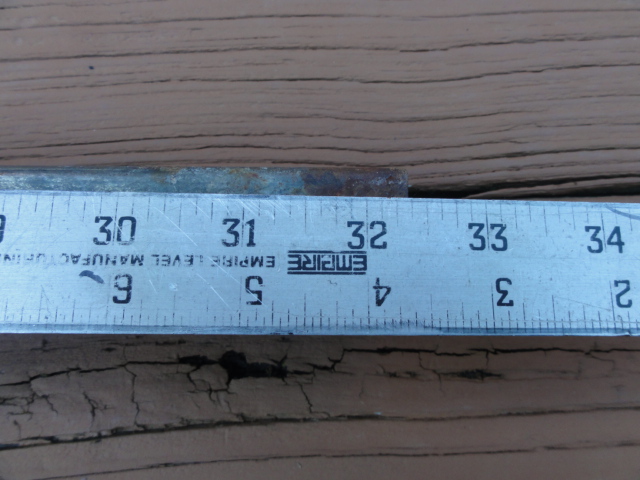 30 31 32 33 34
EMPIRE LEVEL MANUFACTURING EMPIRE
6 5 4 3 2